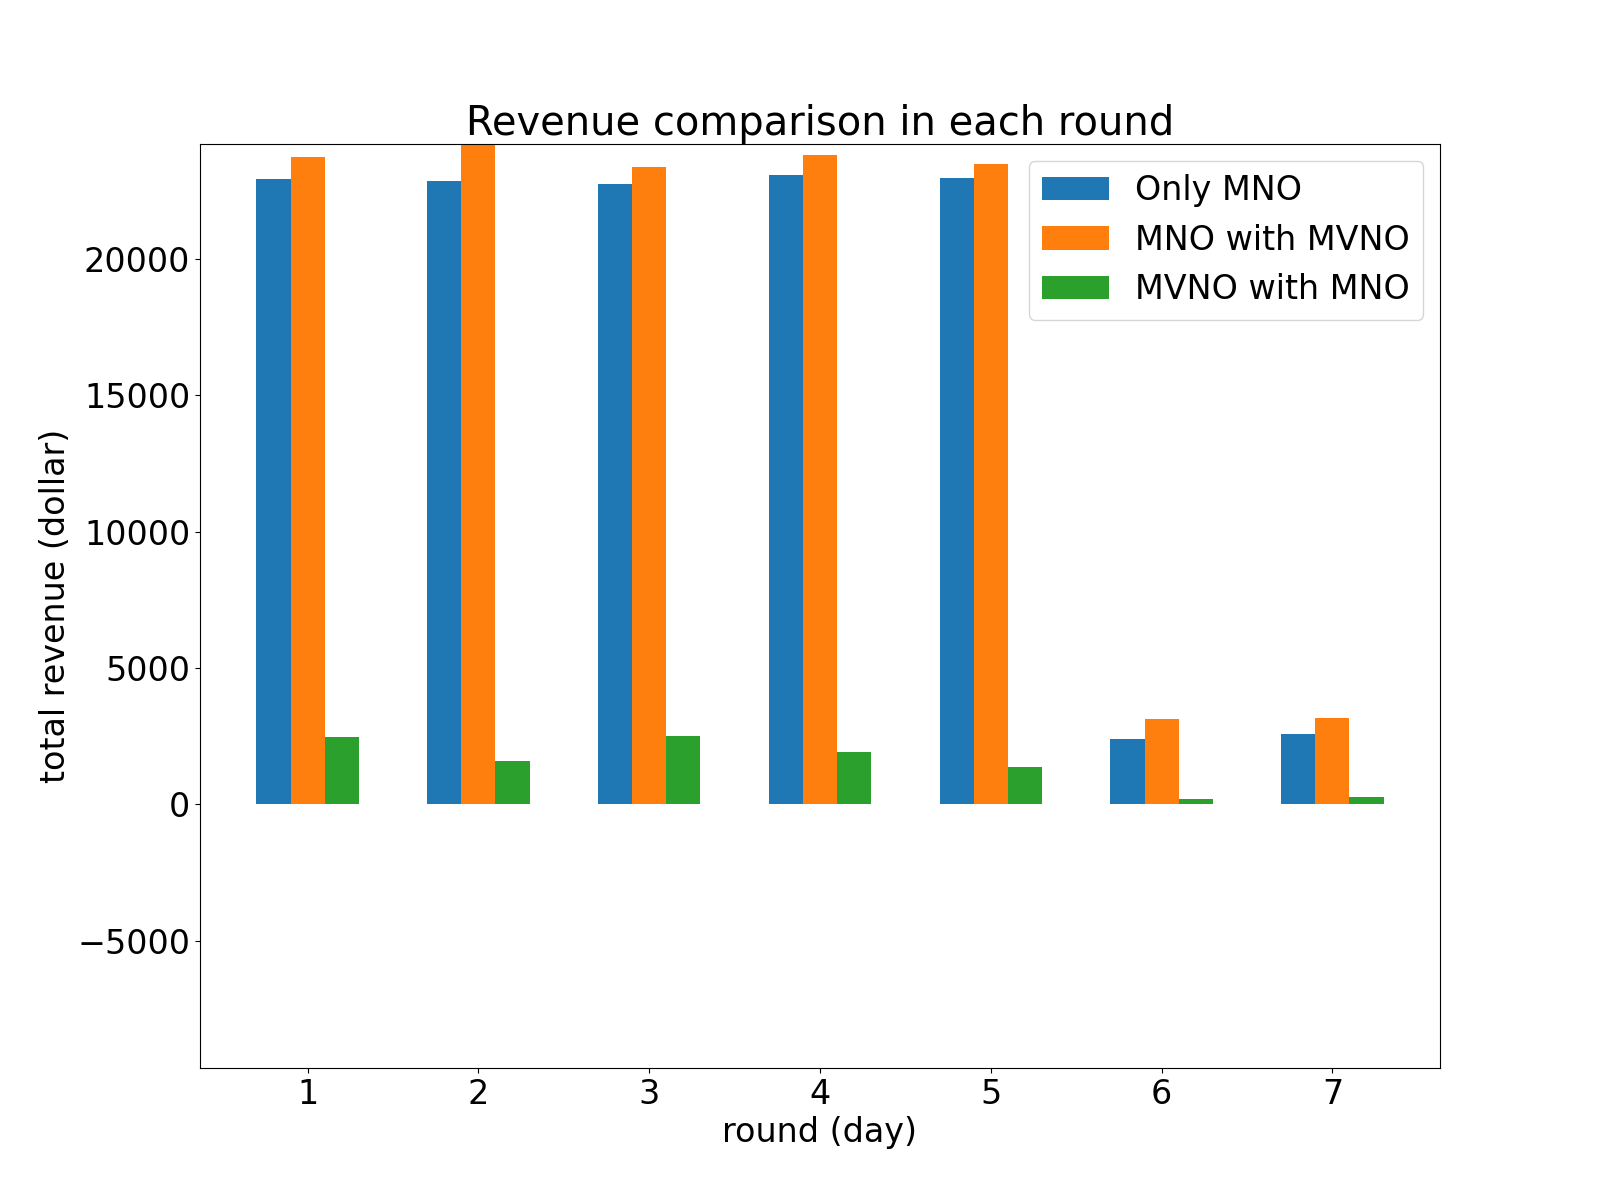 Revenue comparison in each round
Only MNO
MNO with MVNO
MVNO with MNO
20000
15000
10000
5000
0
−5000
total revenue (dollar)
1 2 3 4 5 6 7
round (day)